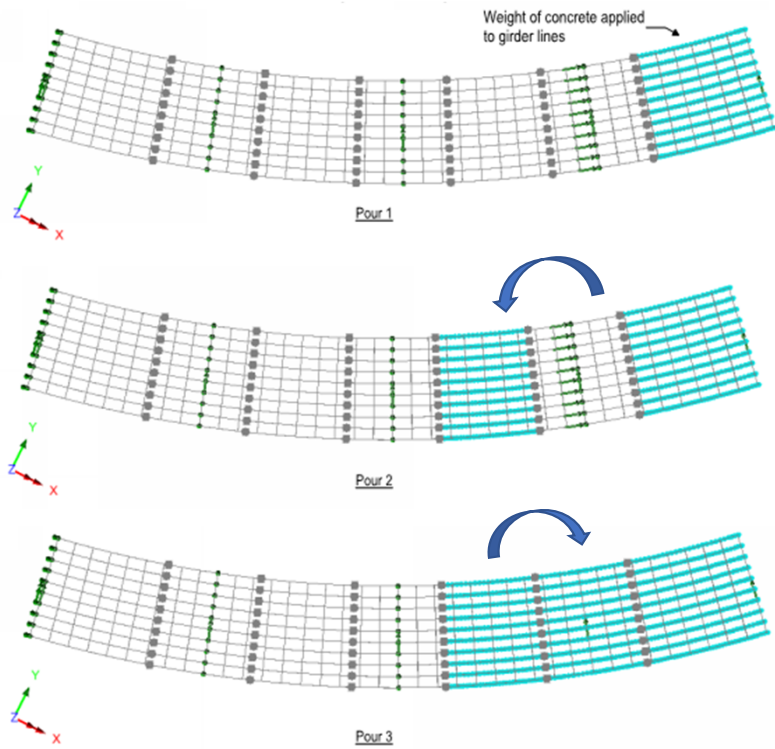 Weight of concrete applied
to girder lines
Y
Z
X
Pour 1
Y
Z
X
Pour 2
Y
Z
X
Pour 3